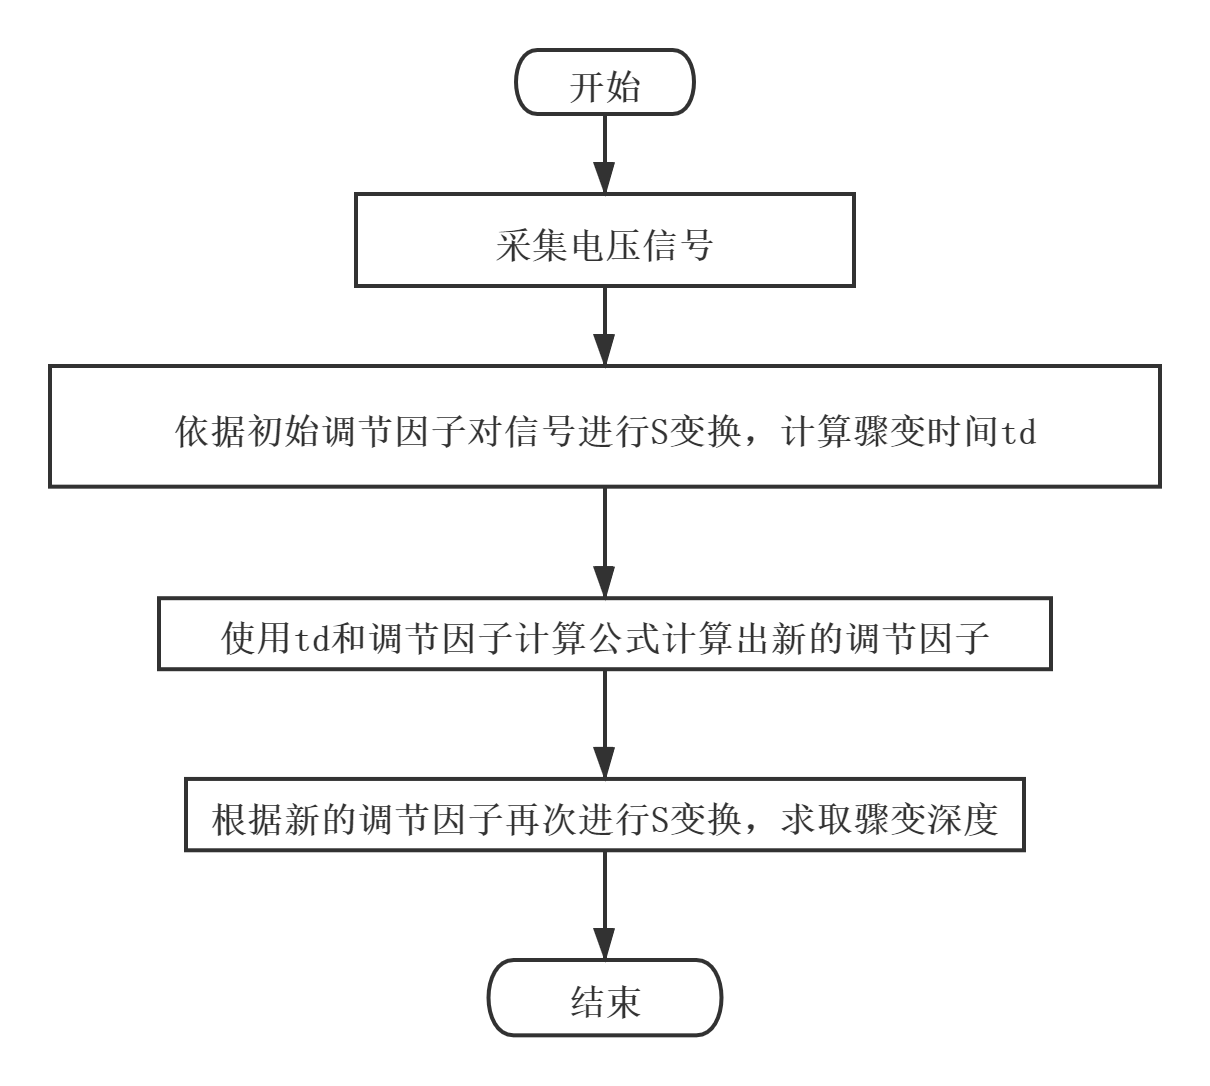 开始
采集电压信号
依据初始调节因子对信号进行S变换，计算骤变时间td
使用td和调节因子计算公式计算出新的调节因子
根据新的调节因子再次进行S变换，求取骤变深度
结束